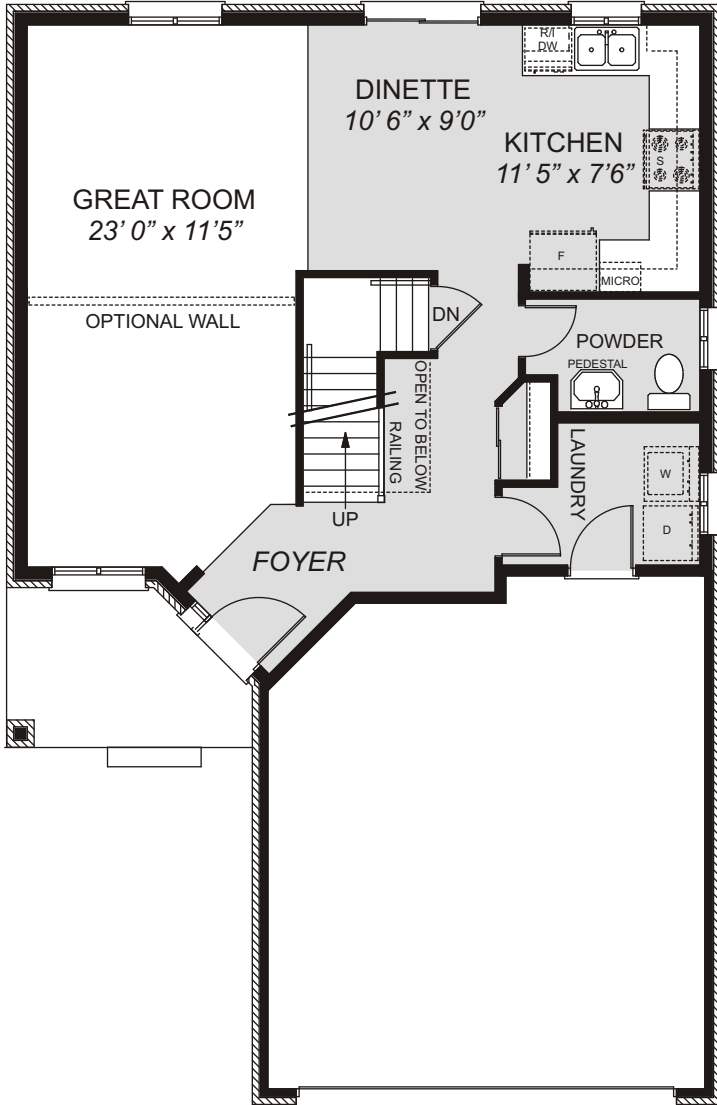 R/I
DW
DINETTE
10' 6” x 9'0”
KITCHEN
11' 5” x 7'6”
S
GREAT ROOM
23' 0” x 11'5”
F
MICRO
OPTIONAL WALL
DN
POWDER
PEDESTAL
OPEN TO BELOW
RAILING
LAUNDRY
W
D
UP
FOYER